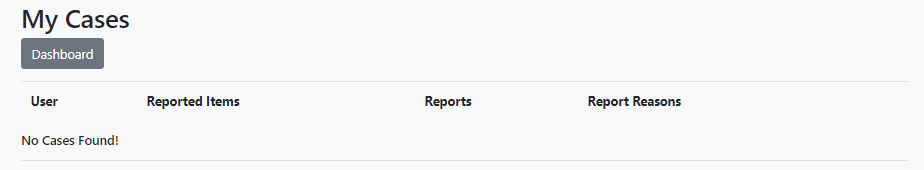 My Cases
Dashboard
User Reported Items Reports Report Reasons
No Cases Found!